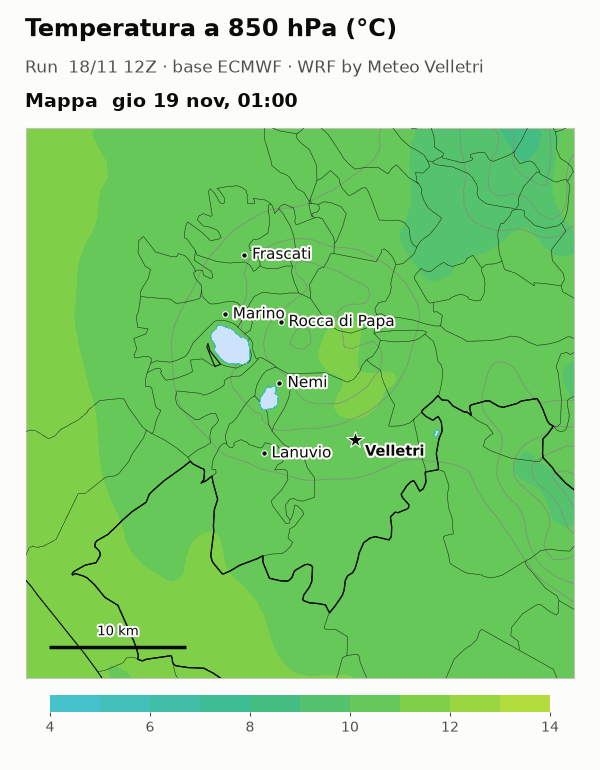 Temperatura a 850 hPa (°C)
Run  18/11 12Z · base ECMWF · WRF by Meteo Velletri
Mappa  gio 19 nov, 01:00
Frascati
Marino
Rocca di Papa
Nemi
Velletri
Lanuvio
10 km
4 6 8 10 12 14